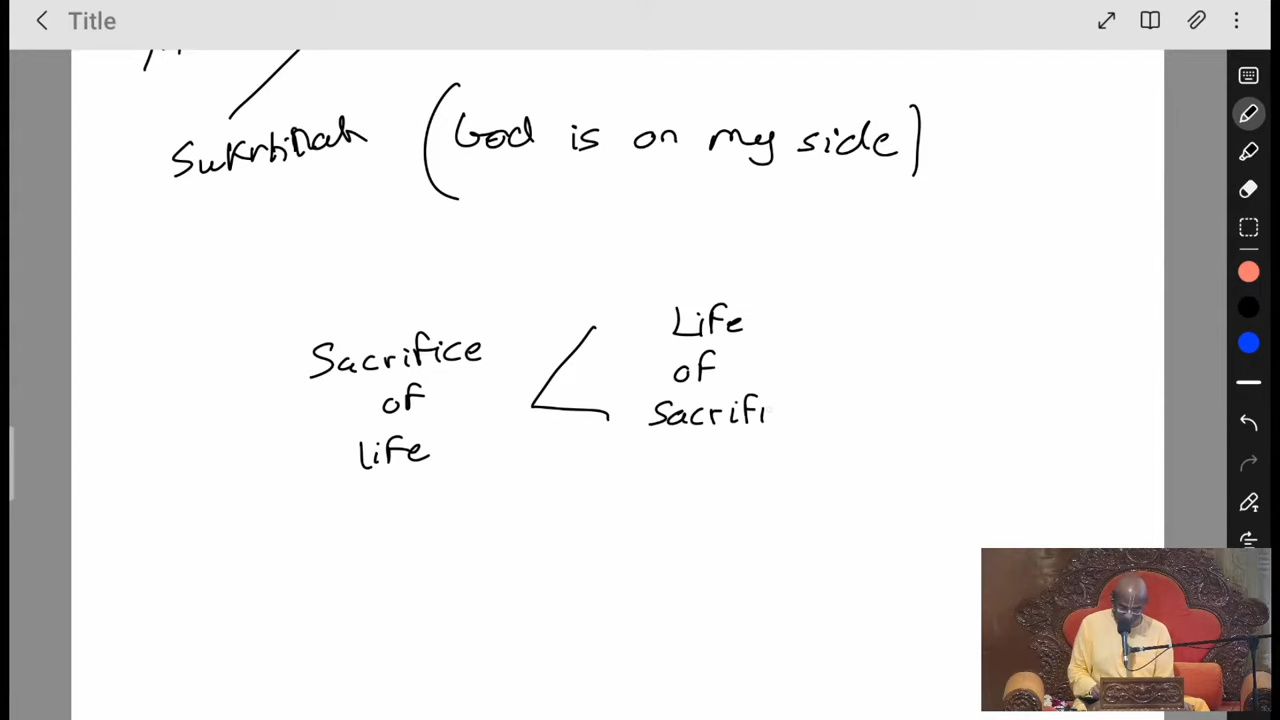 Title
Sukrtinah (God is on my side)
Sacrifice
of
life
<
Life
of
Sacrifi